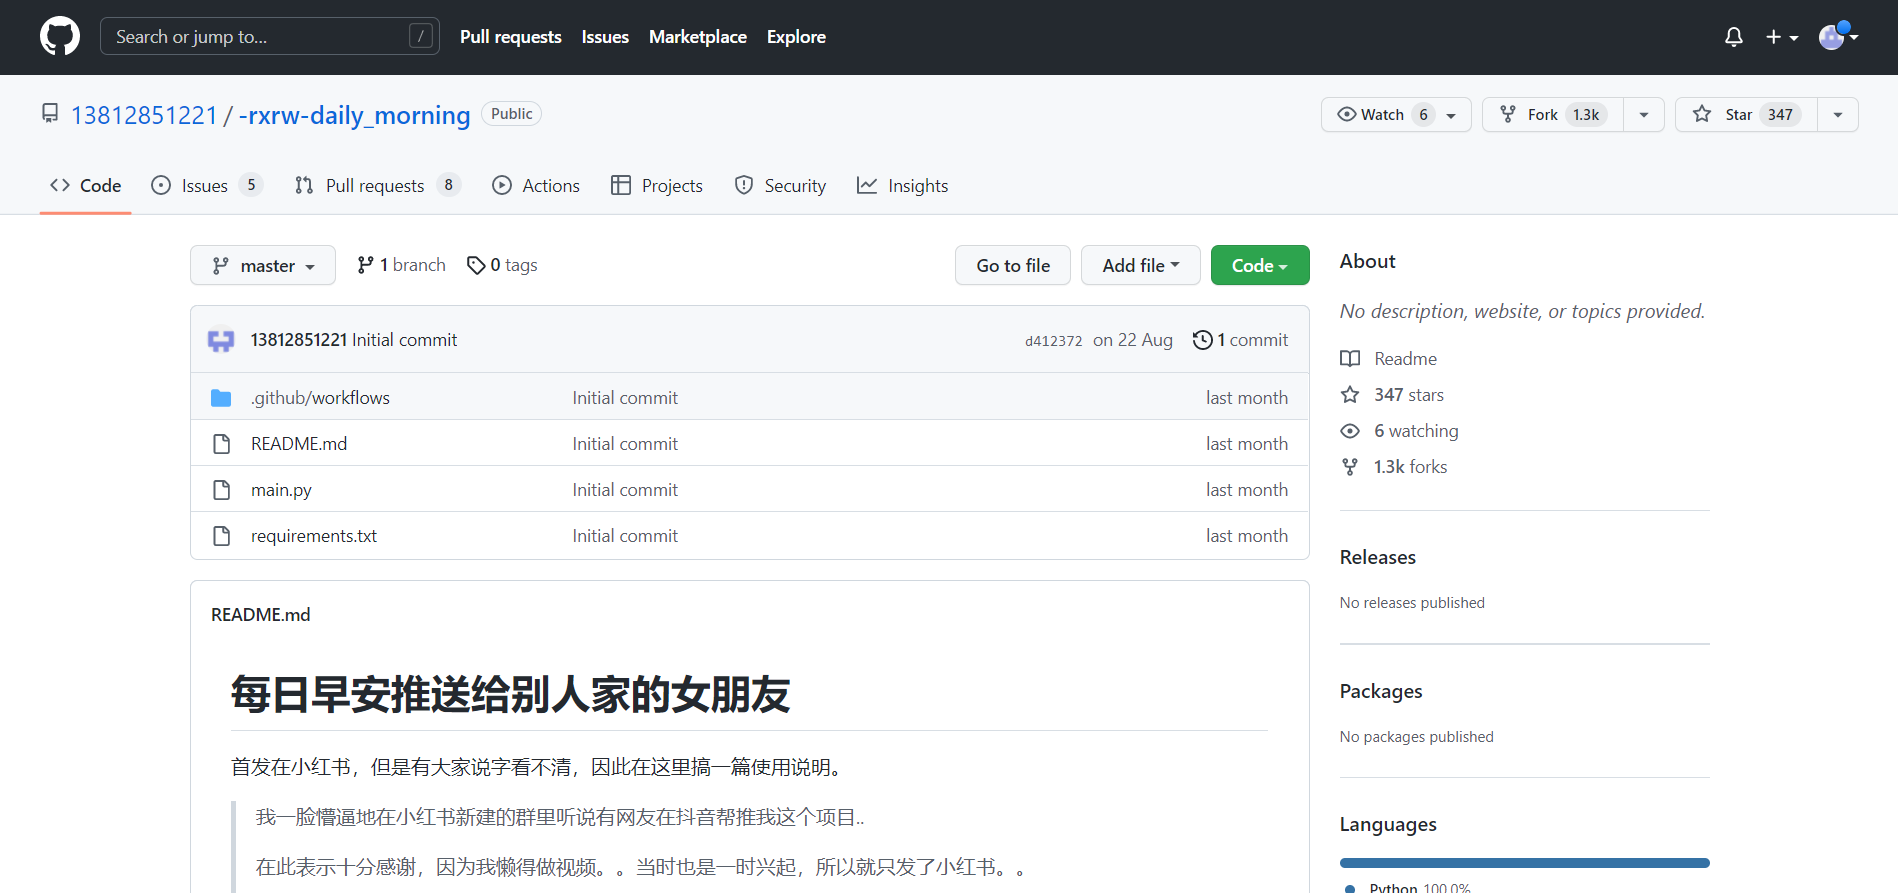 Search or jump to... /
Pull requests Issues Marketplace Explore
13812851221 / -rxrw-daily_morning Public
Watch 6 Fork 1.3k Star 347
Code Issues 5 Pull requests 8 Actions Projects Security Insights
master 1 branch 0 tags Go to file Add file Code
13812851221 Initial commit d412372 on 22 Aug 1 commit
.github/workflows Initial commit last month
README.md Initial commit last month
main.py Initial commit last month
requirements.txt Initial commit last month
README.md
每日早安推送给别人家的女朋友
首发在小红书，但是有大家说字看不清，因此在这里搞一篇使用说明。
我一脸懵逼地在小红书新建的群里听说有网友在抖音帮推我这个项目..
在此表示十分感谢，因为我懒得做视频。。当时也是一时兴起，所以就只发了小红书。。
About
No description, website, or topics provided.
Readme
347 stars
6 watching
1.3k forks
Releases
No releases published
Packages
No packages published
Languages
Python 100.0%